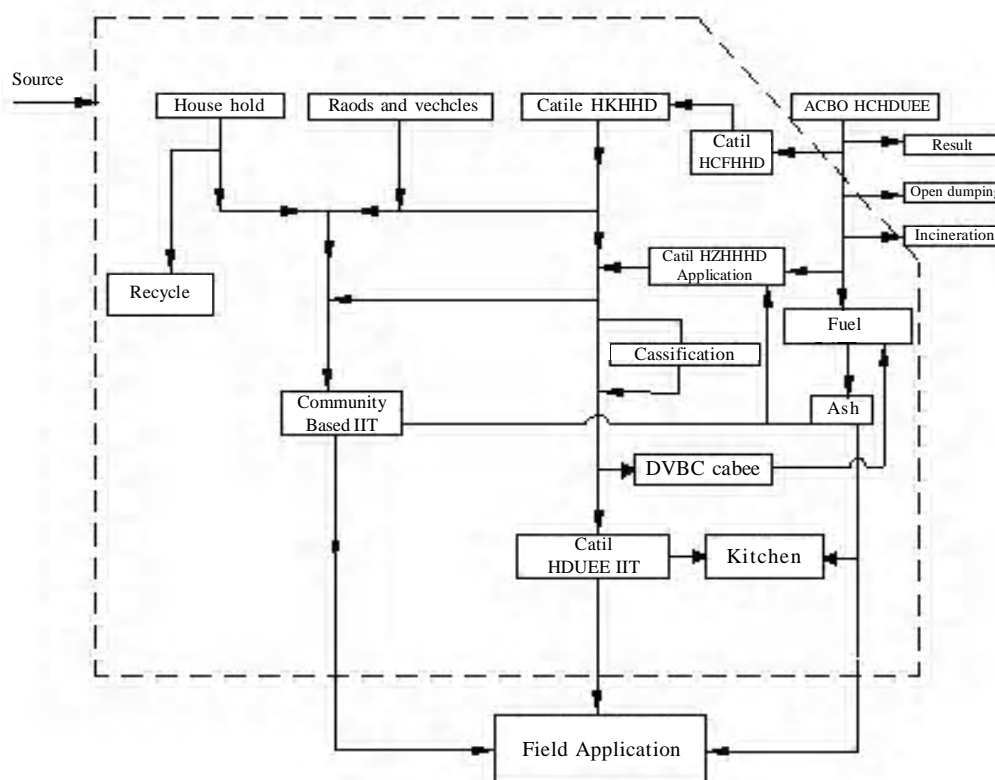 Source
House hold
Raods and vechcles
Catile HKHHD
ACBO HCHDUEE
Catil
HCFHHD
Result
Open dumping
Incineration
Catil HZHHHD
Application
Recycle
Fuel
Cassification
Community
Based IIT
Ash
DVBC cabee
Catil
HDUEE IIT
Kitchen
Field Application